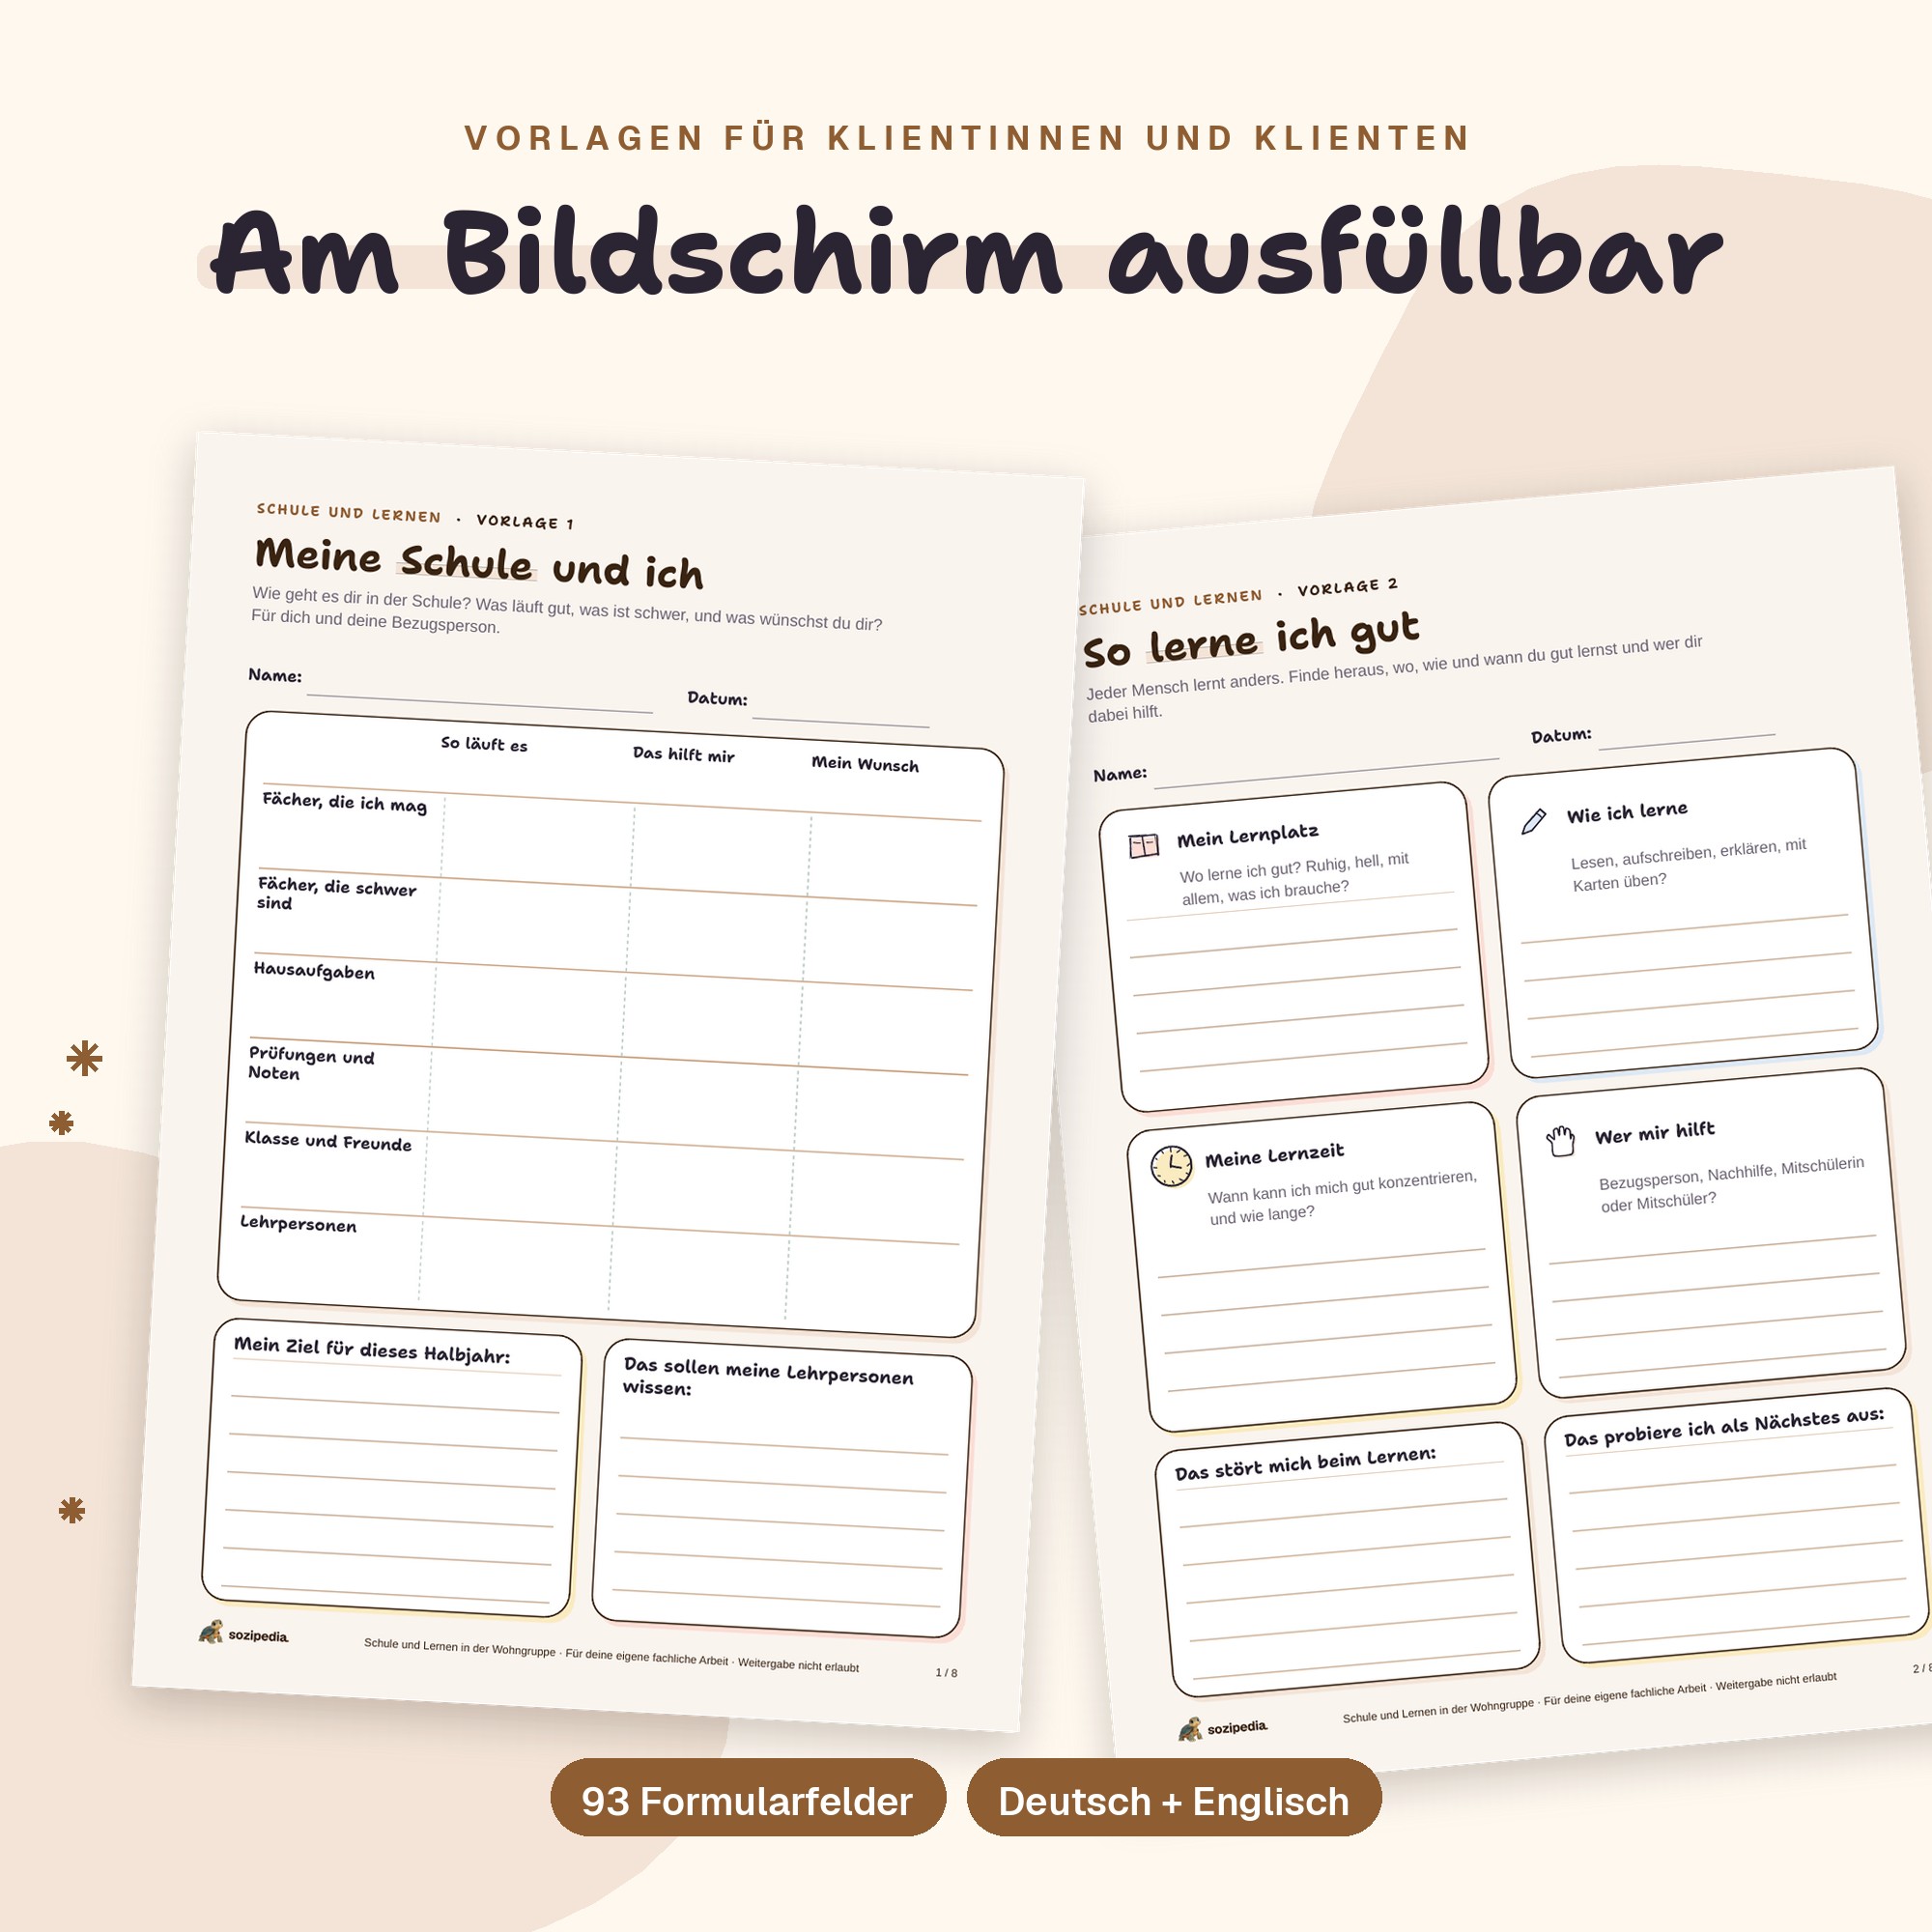 VORLAGEN FÜR KLIENTINNEN UND KLIENTEN
Am Bildschirm ausfüllbar
SCHULE UND LERNEN · VORLAGE 1
Meine Schule und ich
Wie geht es dir in der Schule? Was läuft gut, was ist schwer, und was wünschst du dir?
Für dich und deine Bezugsperson.
Name:
Datum:
So läuft es
Das hilft mir
Mein Wunsch
Fächer, die ich mag
Fächer, die schwer
sind
Hausaufgaben
Prüfungen und
Noten
Klasse und Freunde
Lehrpersonen
Mein Ziel für dieses Halbjahr:
Das sollen meine Lehrpersonen
wissen:
sozipedia.
Schule und Lernen in der Wohngruppe · Für deine eigene fachliche Arbeit · Weitergabe nicht erlaubt
1 / 8
SCHULE UND LERNEN · VORLAGE 2
So lerne ich gut
Jeder Mensch lernt anders. Finde heraus, wo, wie und wann du gut lernst und wer dir
dabei hilft.
Name:
Datum:
Mein Lernplatz
Wo lerne ich gut? Ruhig, hell, mit
allem, was ich brauche?
Wie ich lerne
Lesen, aufschreiben, erklären, mit
Karten üben?
Meine Lernzeit
Wann kann ich mich gut konzentrieren,
und wie lange?
Wer mir hilft
Bezugsperson, Nachhilfe, Mitschülerin
oder Mitschüler?
Das stört mich beim Lernen:
Das probiere ich als Nächstes aus:
sozipedia.
Schule und Lernen in der Wohngruppe · Für deine eigene fachliche Arbeit · Weitergabe nicht erlaubt
2 / 8
93 Formularfelder
Deutsch + Englisch